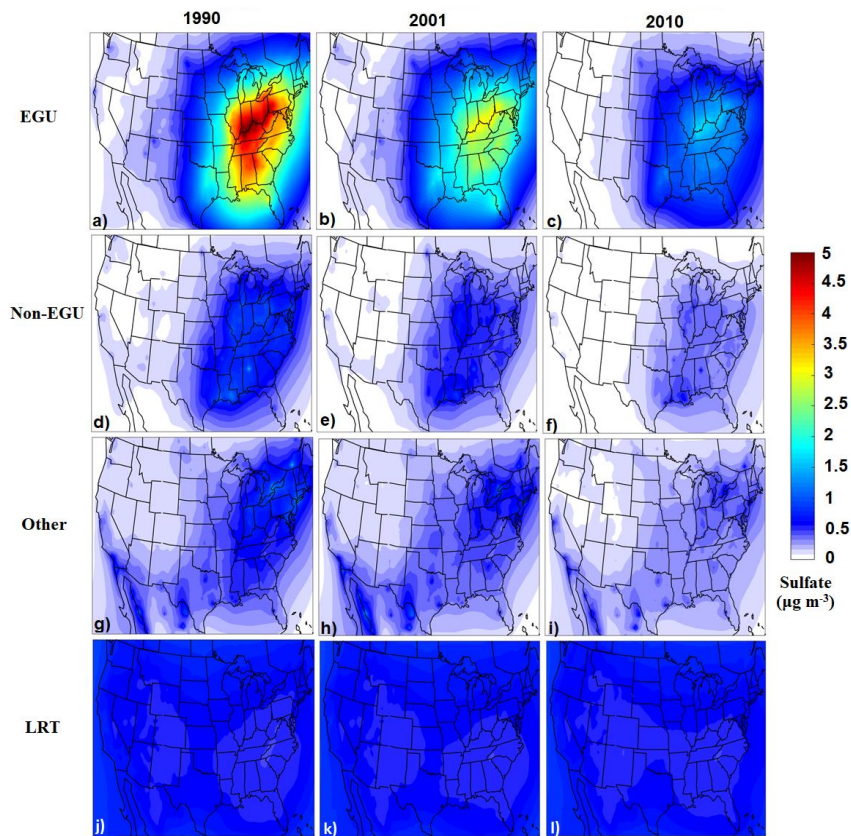 1990 2001 2010
EGU
a) b) c)
Non-EGU
d) e) f)
Other
g) h) i)
LRT
j) k) l)
5
4.5
4
3.5
3
2.5
2
1.5
1
0.5
0
Sulfate
(µg m⁻³)